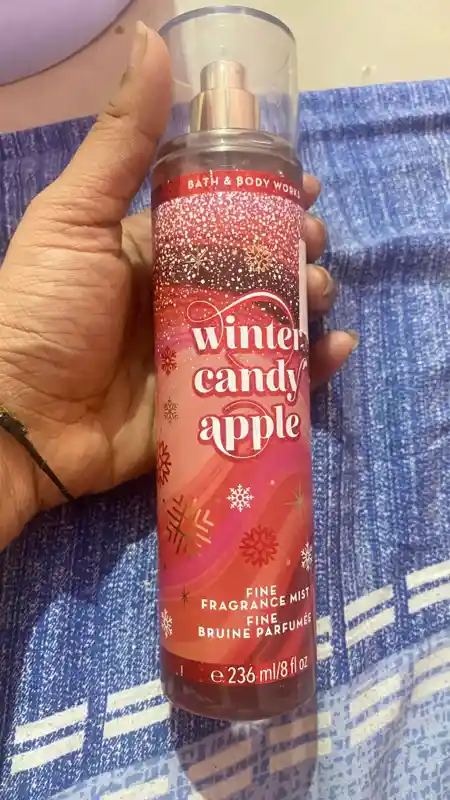 BATH & BODY WORKS
winter
candy
apple
FINE
FRAGRANCE MIST
FINE
BRUINE PARFUMÉE
e 236 ml/8 fl oz